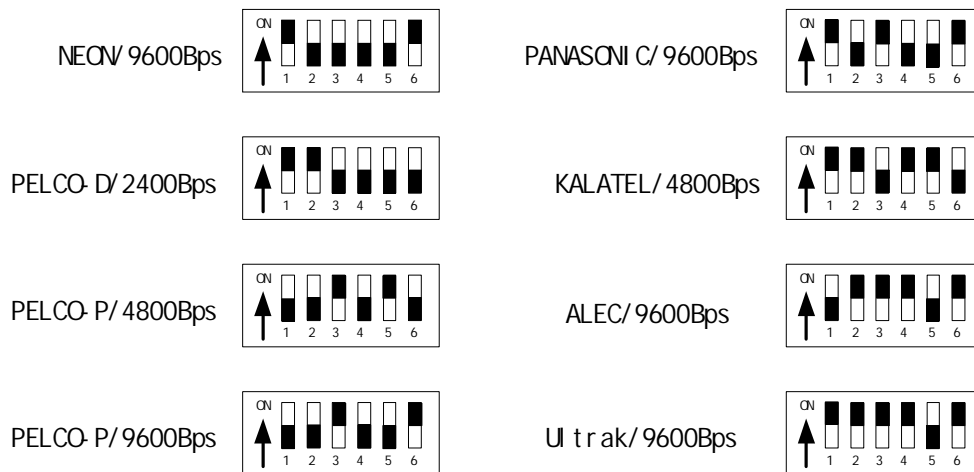 NEON/9600Bps
ON
1 2 3 4 5 6
PANASONIC/9600Bps
ON
1 2 3 4 5 6
PELCO-D/2400Bps
ON
1 2 3 4 5 6
KALATEL/4800Bps
ON
1 2 3 4 5 6
PELCO-P/4800Bps
ON
1 2 3 4 5 6
ALEC/9600Bps
ON
1 2 3 4 5 6
PELCO-P/9600Bps
ON
1 2 3 4 5 6
Ultrak/9600Bps
ON
1 2 3 4 5 6